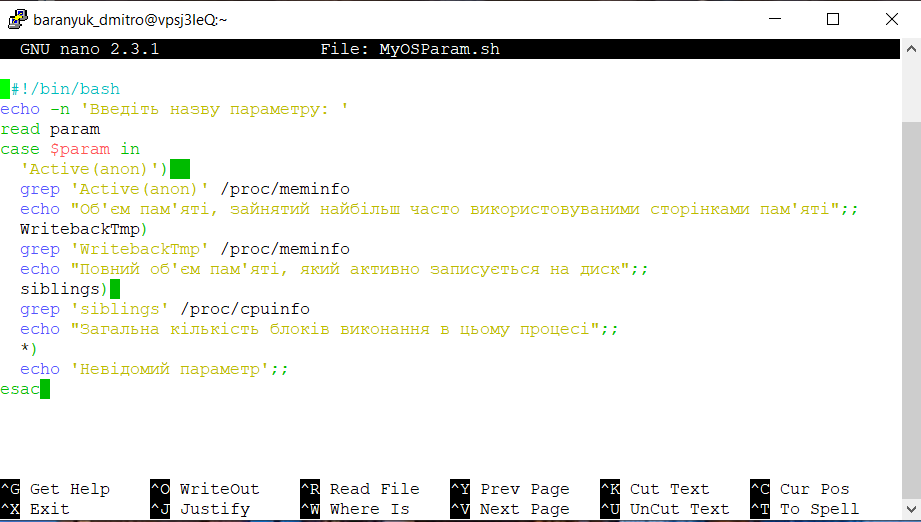 baranyuk_dmitro@vpsj3IeQ:~
GNU nano 2.3.1 File: MyOSParam.sh
#!/bin/bash
echo -n 'Введіть назву параметру: '
read param
case $param in
'Active(anon)')
grep 'Active(anon)' /proc/meminfo
echo "Об'єм пам'яті, зайнятий найбільш часто використовуваними сторінками пам'яті";;
WritebackTmp)
grep 'WritebackTmp' /proc/meminfo
echo "Повний об'єм пам'яті, який активно записується на диск";;
siblings)
grep 'siblings' /proc/cpuinfo
echo "Загальна кількість блоків виконання в цьому процесі";;
*)
echo 'Невідомий параметр';;
esac
^G Get Help ^O WriteOut ^R Read File ^Y Prev Page ^K Cut Text ^C Cur Pos
^X Exit ^J Justify ^W Where Is ^V Next Page ^U UnCut Text ^T To Spell